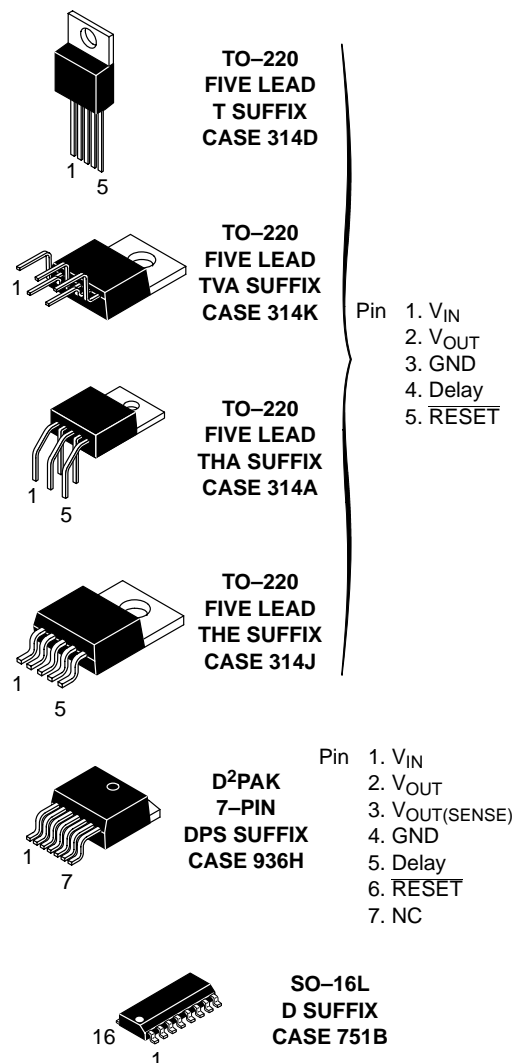 TO–220
FIVE LEAD
T SUFFIX
CASE 314D
1
5
TO–220
FIVE LEAD
TVA SUFFIX
CASE 314K
1
Pin 1. VIN
2. VOUT
3. GND
4. Delay
5. RESET
TO–220
FIVE LEAD
THA SUFFIX
CASE 314A
1
5
TO–220
FIVE LEAD
THE SUFFIX
CASE 314J
1
5
D²PAK
7–PIN
DPS SUFFIX
CASE 936H
1
7
Pin 1. VIN
2. VOUT
3. VOUT(SENSE)
4. GND
5. Delay
6. RESET
7. NC
SO–16L
D SUFFIX
CASE 751B
16
1